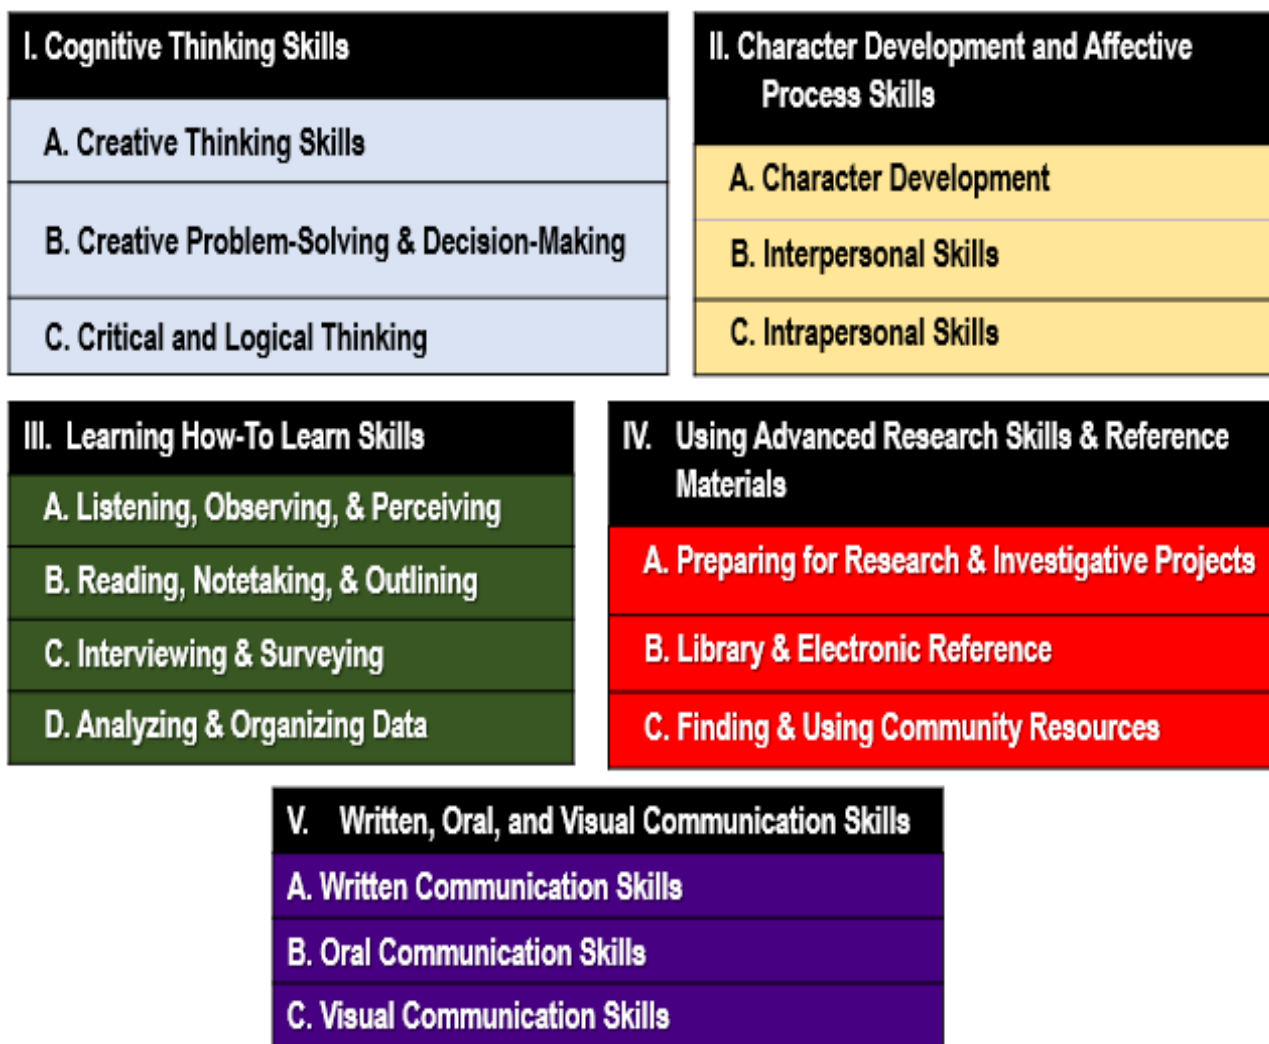 I. Cognitive Thinking Skills
A. Creative Thinking Skills
B. Creative Problem-Solving & Decision-Making
C. Critical and Logical Thinking
II. Character Development and Affective
Process Skills
A. Character Development
B. Interpersonal Skills
C. Intrapersonal Skills
III. Learning How-To Learn Skills
A. Listening, Observing, & Perceiving
B. Reading, Notetaking, & Outlining
C. Interviewing & Surveying
D. Analyzing & Organizing Data
IV. Using Advanced Research Skills & Reference
Materials
A. Preparing for Research & Investigative Projects
B. Library & Electronic Reference
C. Finding & Using Community Resources
V. Written, Oral, and Visual Communication Skills
A. Written Communication Skills
B. Oral Communication Skills
C. Visual Communication Skills